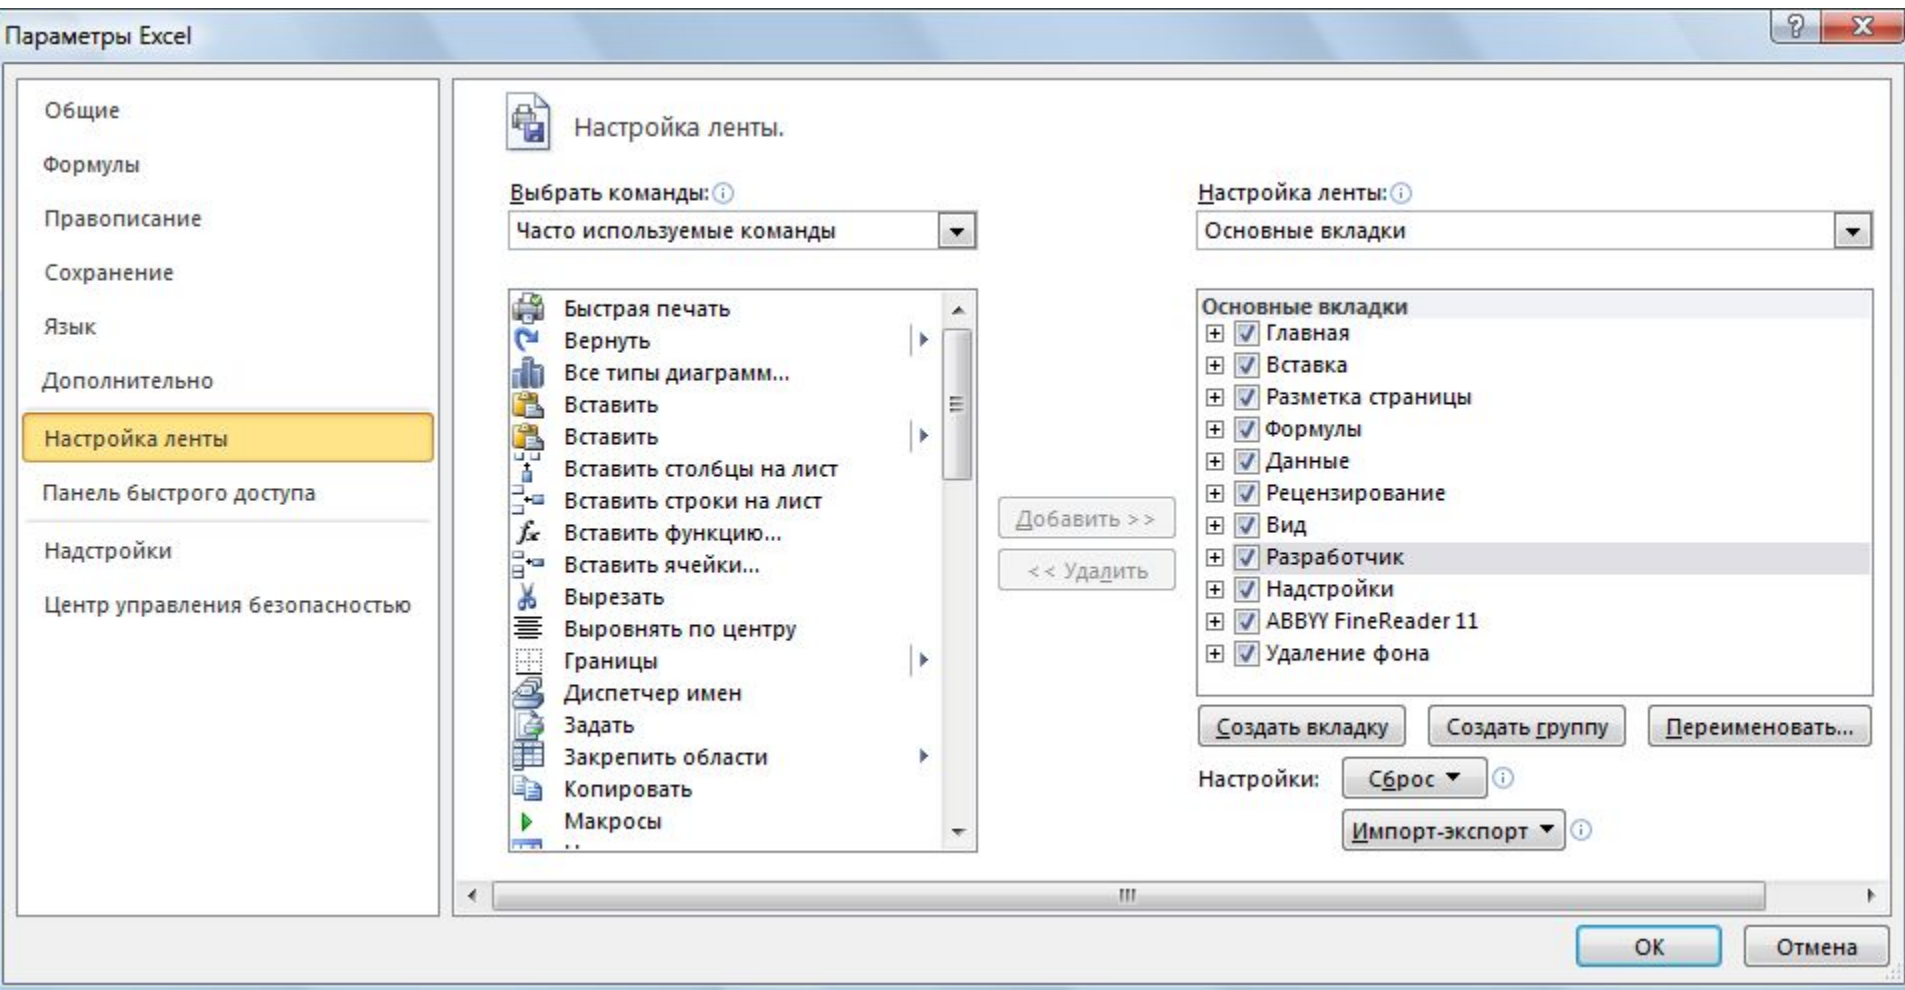 Параметры Excel
Общие
Формулы
Правописание
Сохранение
Язык
Дополнительно
Настройка ленты
Панель быстрого доступа
Надстройки
Центр управления безопасностью
Настройка ленты.
Выбрать команды:
Часто используемые команды
Быстрая печать
Вернуть
Все типы диаграмм...
Вставить
Вставить
Вставить столбцы на лист
Вставить строки на лист
Вставить функцию...
Вставить ячейки...
Вырезать
Выровнять по центру
Границы
Диспетчер имен
Задать
Закрепить области
Копировать
Макросы
Добавить >>
<< Удалить
Настройка ленты:
Основные вкладки
Основные вкладки
Главная
Вставка
Разметка страницы
Формулы
Данные
Рецензирование
Вид
Разработчик
Надстройки
ABBYY FineReader 11
Удаление фона
Создать вкладку
Создать группу
Переименовать...
Настройки:
Сброс
Импорт-экспорт
ОК
Отмена